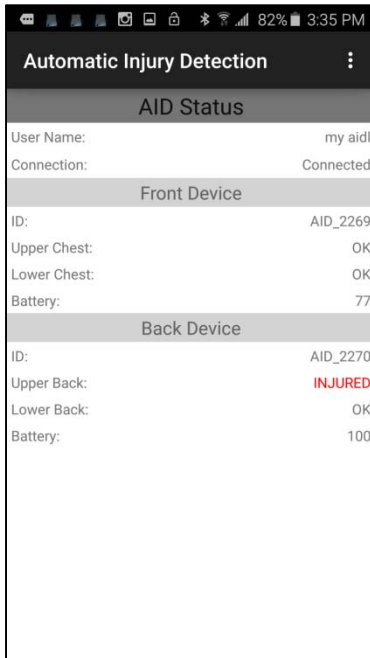 82% 3:35 PM
Automatic Injury Detection
AID Status
User Name: my aidl
Connection: Connected
Front Device
ID: AID_2269
Upper Chest: OK
Lower Chest: OK
Battery: 77
Back Device
ID: AID_2270
Upper Back: INJURED
Lower Back: OK
Battery: 100